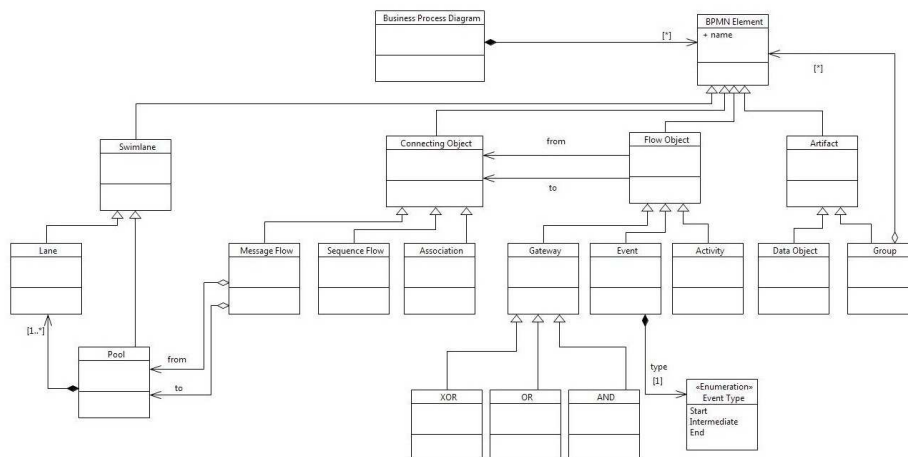 Business Process Diagram
BPMN Element
+ name
[*]
[*]
Swimlane
Connecting Object
from
to
Flow Object
Artifact
Lane
Message Flow
Sequence Flow
Association
Gateway
Event
Activity
Data Object
Group
[1..*]
Pool
from
to
type
[1]
XOR
OR
AND
«Enumeration»
Event Type
Start
Intermediate
End